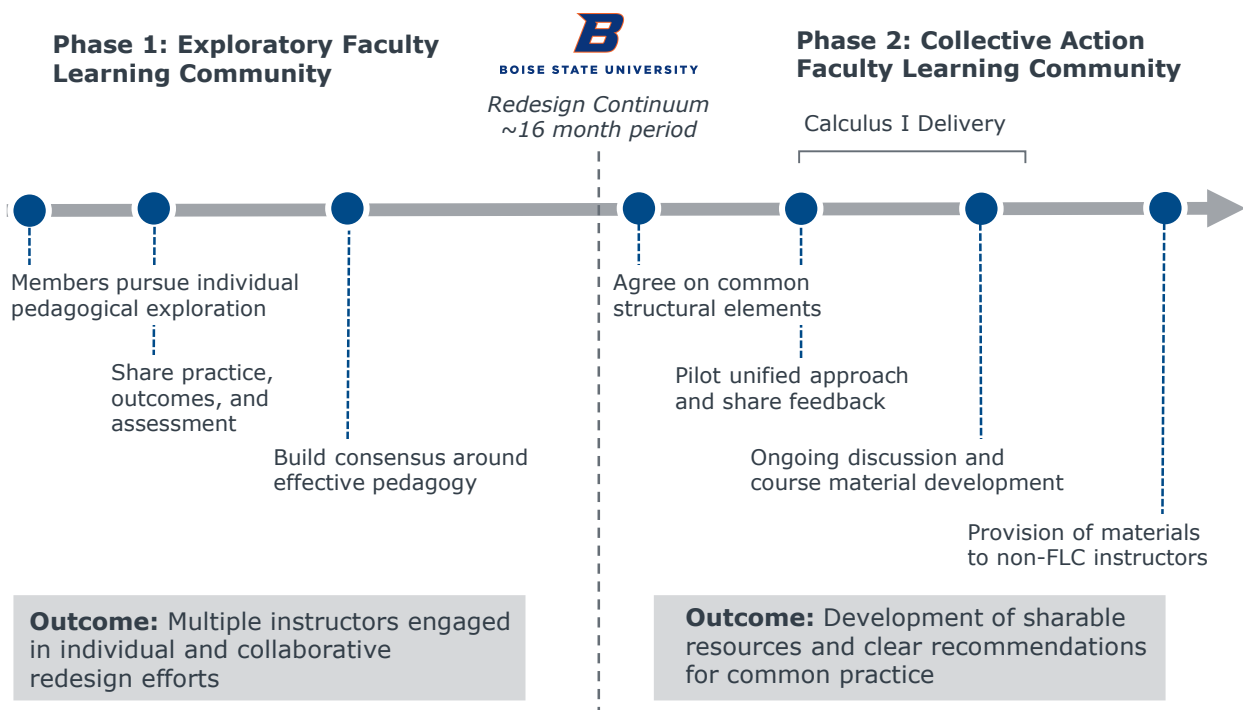 Phase 1: Exploratory Faculty
Learning Community
B
BOISE STATE UNIVERSITY
Redesign Continuum
~16 month period
Phase 2: Collective Action
Faculty Learning Community
Calculus I Delivery
Members pursue individual
pedagogical exploration
Share practice,
outcomes, and
assessment
Build consensus around
effective pedagogy
Agree on common
structural elements
Pilot unified approach
and share feedback
Ongoing discussion and
course material development
Provision of materials
to non-FLC instructors
Outcome: Multiple instructors engaged
in individual and collaborative
redesign efforts
Outcome: Development of sharable
resources and clear recommendations
for common practice